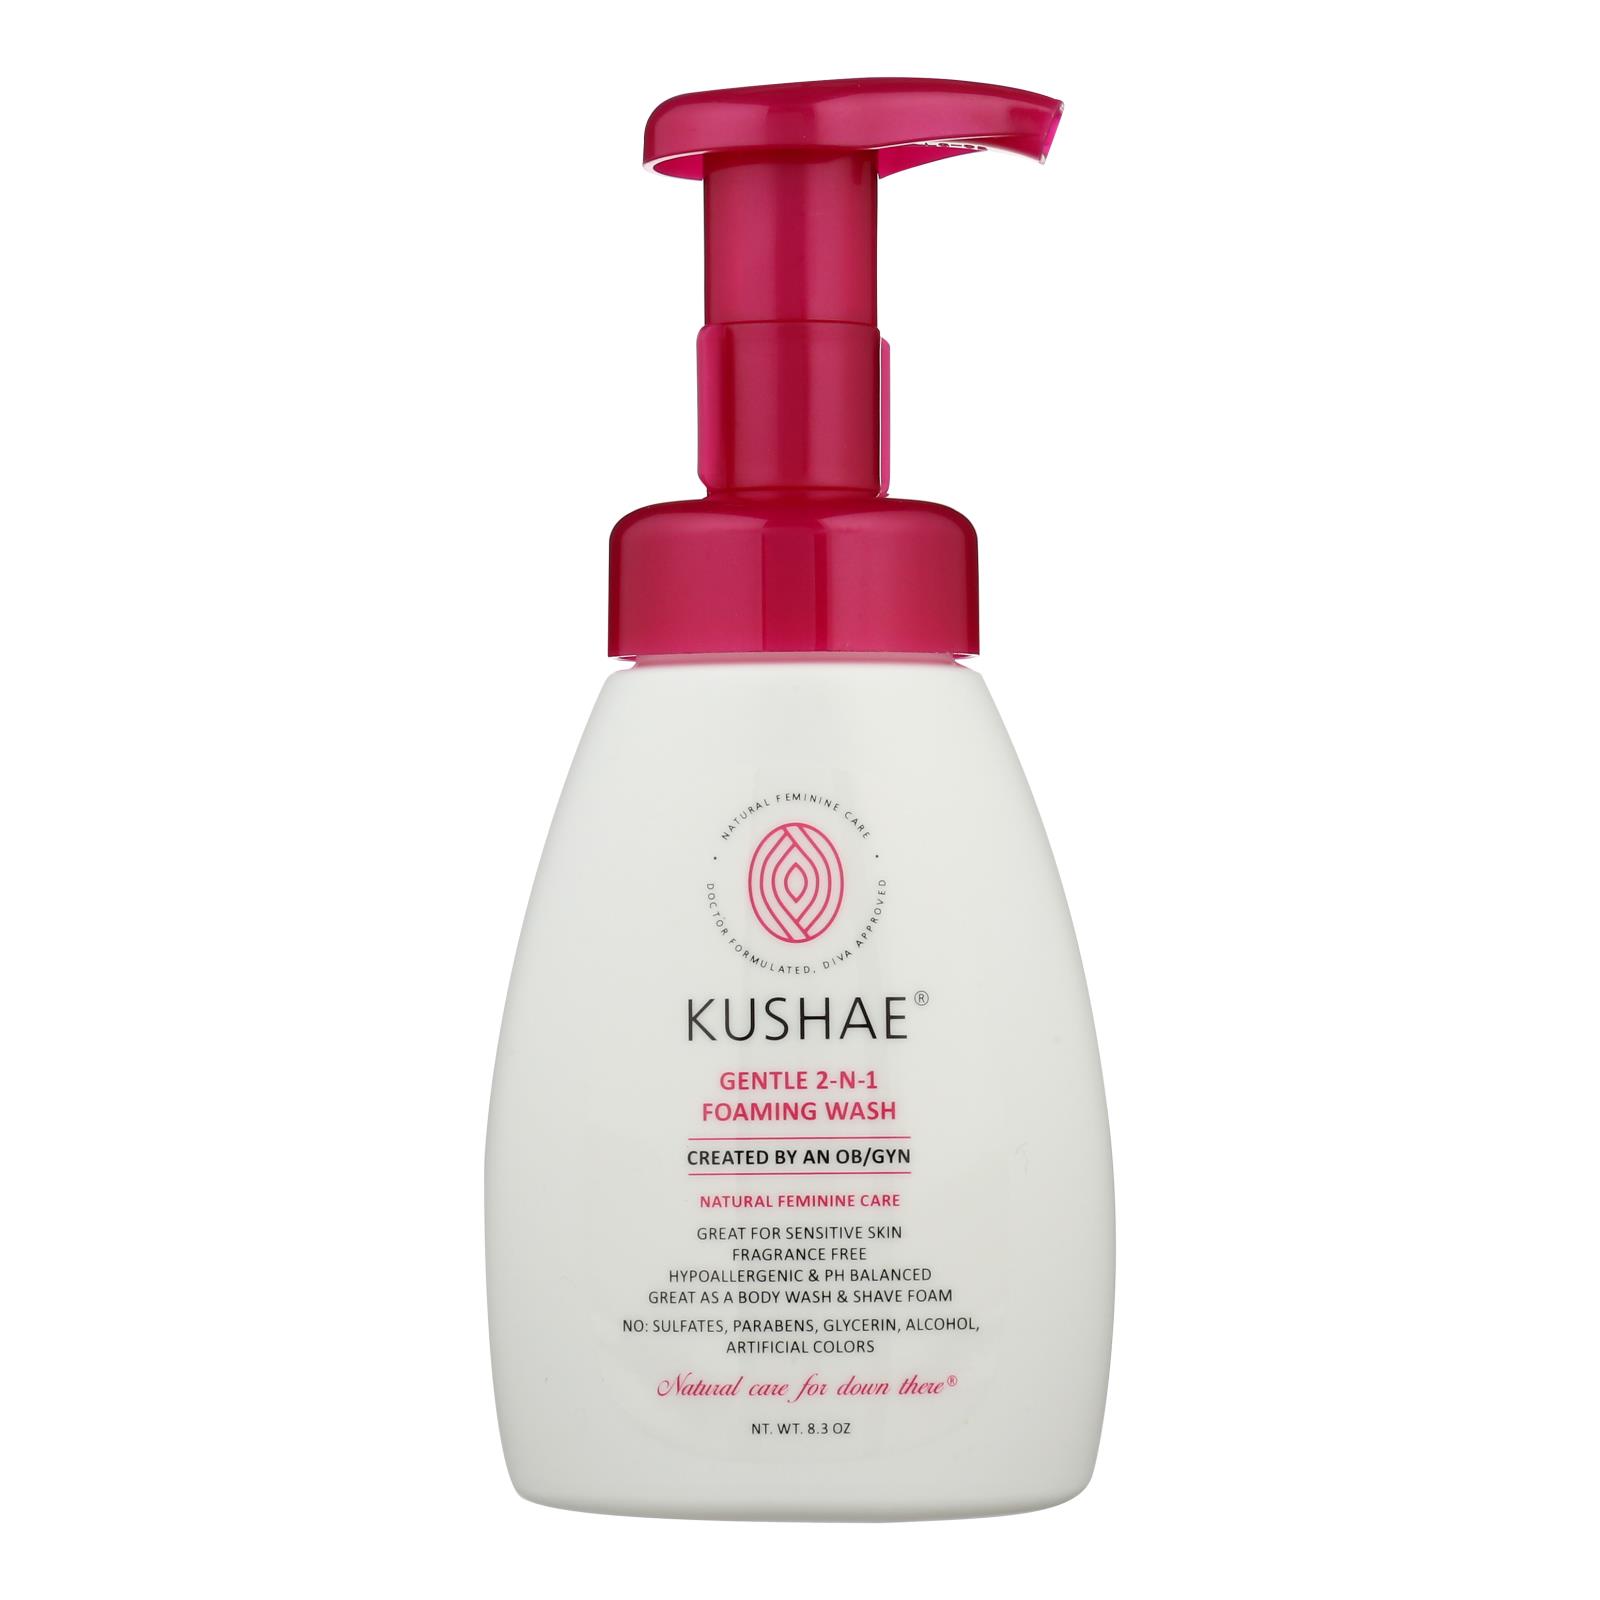 NATURAL FEMININE CARE
DOCTOR FORMULATED, DIVA APPROVED
KUSHAE®
GENTLE 2-N-1
FOAMING WASH
CREATED BY AN OB/GYN
NATURAL FEMININE CARE
GREAT FOR SENSITIVE SKIN
FRAGRANCE FREE
HYPOALLERGENIC & PH BALANCED
GREAT AS A BODY WASH & SHAVE FOAM
NO: SULFATES, PARABENS, GLYCERIN, ALCOHOL,
ARTIFICIAL COLORS
Natural care for down there®
NT. WT. 8.3 OZ